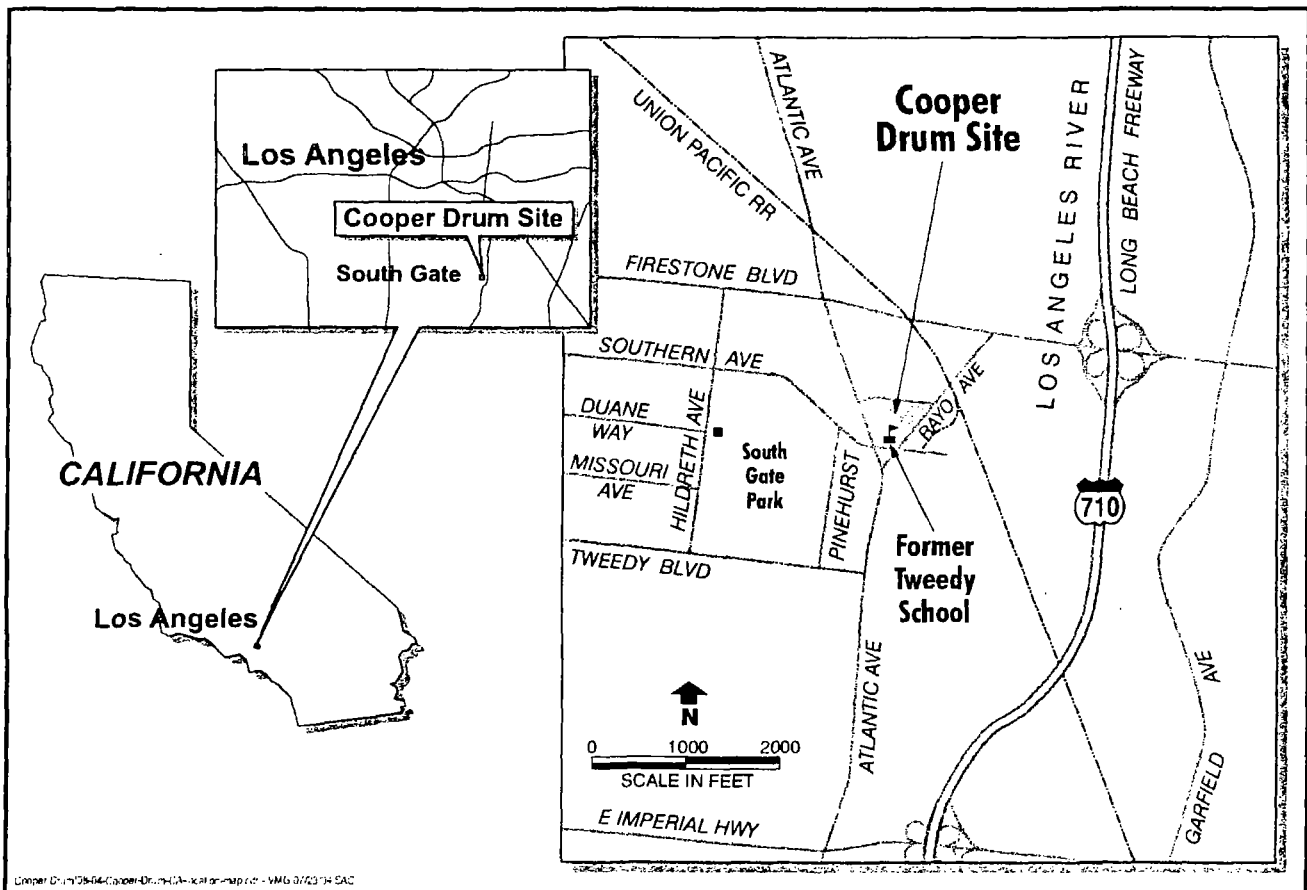 Los Angeles
Cooper Drum Site
South Gate
CALIFORNIA
Los Angeles
ATLANTIC AVE
UNION PACIFIC RR
Cooper
Drum Site
LOS ANGELES RIVER
LONG BEACH FREEWAY
FIRESTONE BLVD
SOUTHERN AVE
DUANE
WAY
MISSOURI
AVE
HILDRETH AVE
South
Gate
Park
PINEHURST
BAYO AVE
710
TWEEDY BLVD
Former
Tweedy
School
ATLANTIC AVE
N
0 1000 2000
SCALE IN FEET
E IMPERIAL HWY
GARFIELD AVE